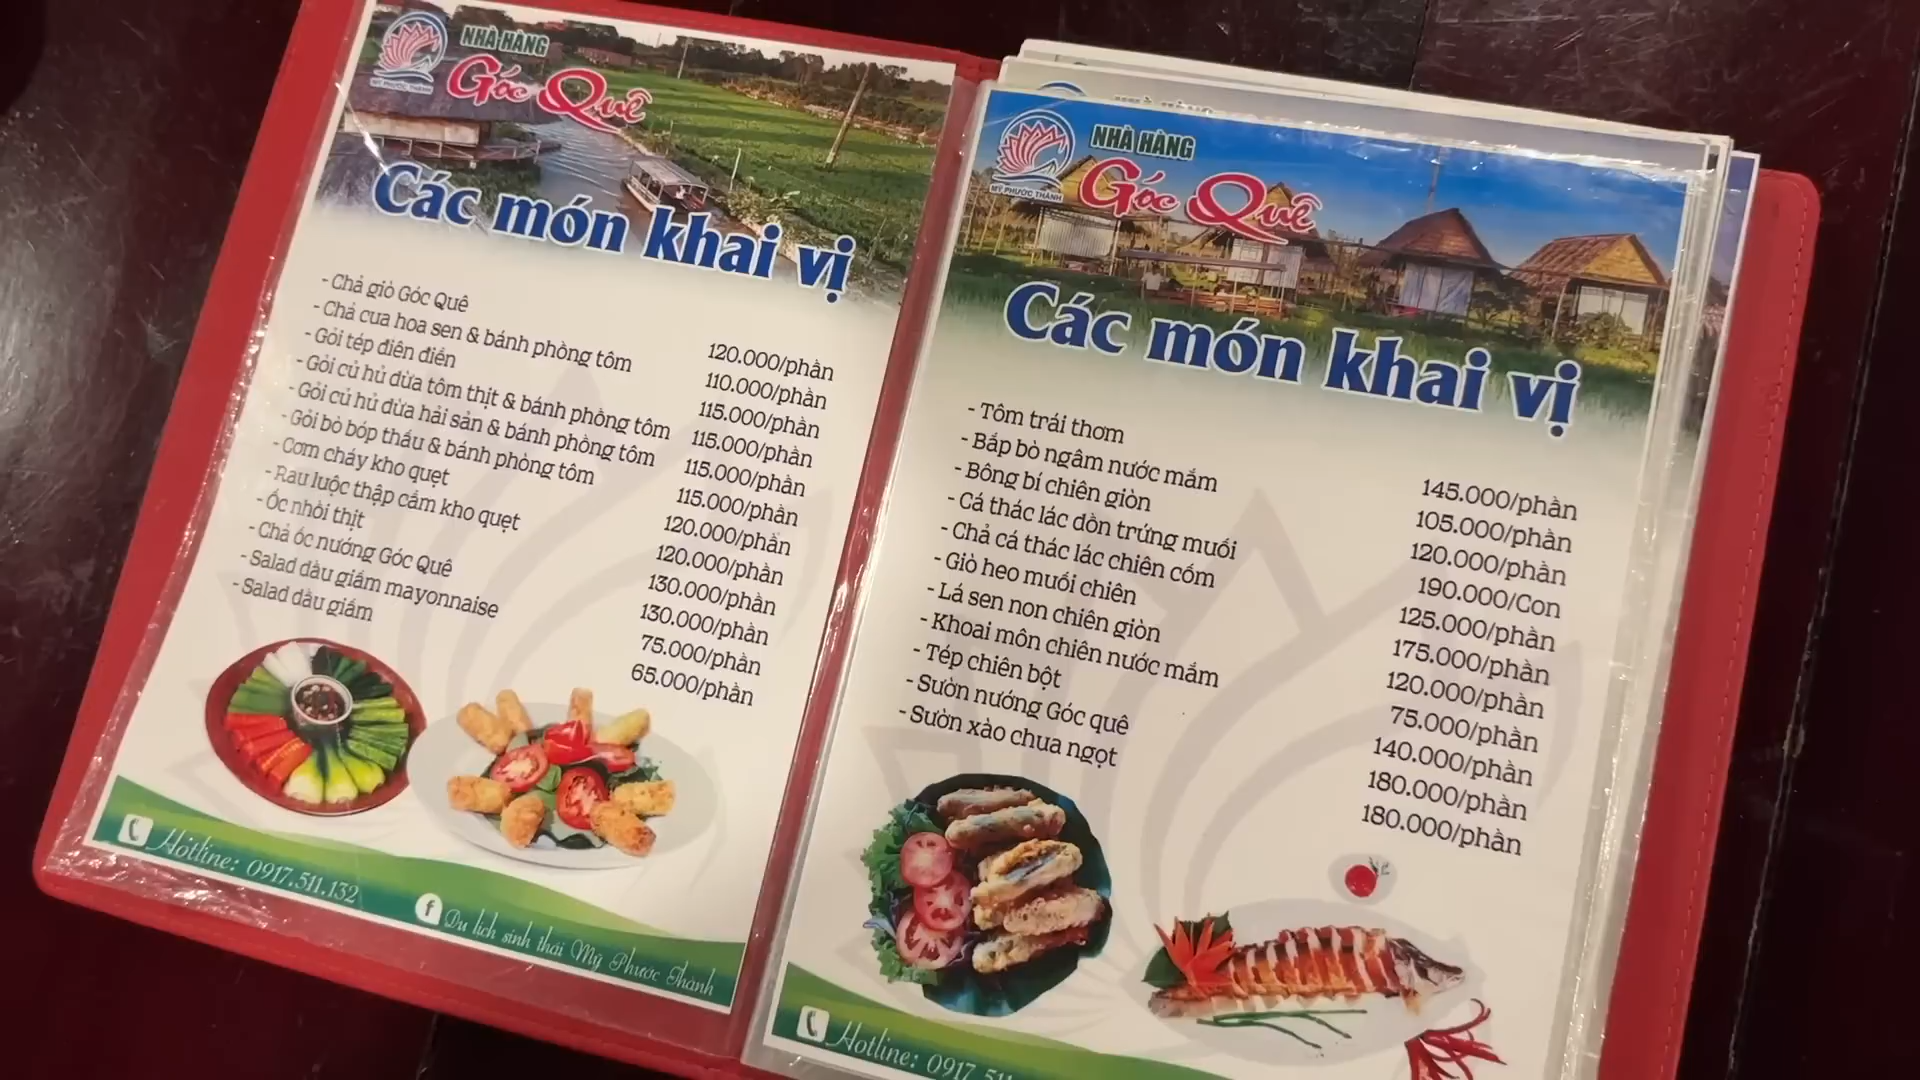 MỸ PHƯỚC THÀNH
NHÀ HÀNG
Góc Quê
Các món khai vị
- Chả giò Góc Quê 120.000/phần
- Chả cua hoa sen & bánh phồng tôm 110.000/phần
- Gỏi tép điên điển 115.000/phần
- Gỏi củ hủ dừa tôm thịt & bánh phồng tôm 115.000/phần
- Gỏi củ hủ dừa hải sản & bánh phồng tôm 115.000/phần
- Gỏi bò bóp thấu & bánh phồng tôm 115.000/phần
- Cơm cháy kho quẹt 120.000/phần
- Rau luộc thập cẩm kho quẹt 120.000/phần
- Ốc nhồi thịt 130.000/phần
- Chả ốc nướng Góc Quê 130.000/phần
- Salad dầu giấm mayonnaise 75.000/phần
- Salad dầu giấm 65.000/phần
Hotline: 0917.511.132
Du lịch sinh thái Mỹ Phước Thành
MỸ PHƯỚC THÀNH
NHÀ HÀNG
Góc Quê
Các món khai vị
- Tôm trái thơm 145.000/phần
- Bắp bò ngâm nước mắm 105.000/phần
- Bông bí chiên giòn 120.000/phần
- Cá thác lác dồn trứng muối 190.000/Con
- Chả cá thác lác chiên cốm 125.000/phần
- Giò heo muối chiên 175.000/phần
- Lá sen non chiên giòn 120.000/phần
- Khoai môn chiên nước mắm 75.000/phần
- Tép chiên bột 140.000/phần
- Sườn nướng Góc quê 180.000/phần
- Sườn xào chua ngọt 180.000/phần
Hotline: 0917.511